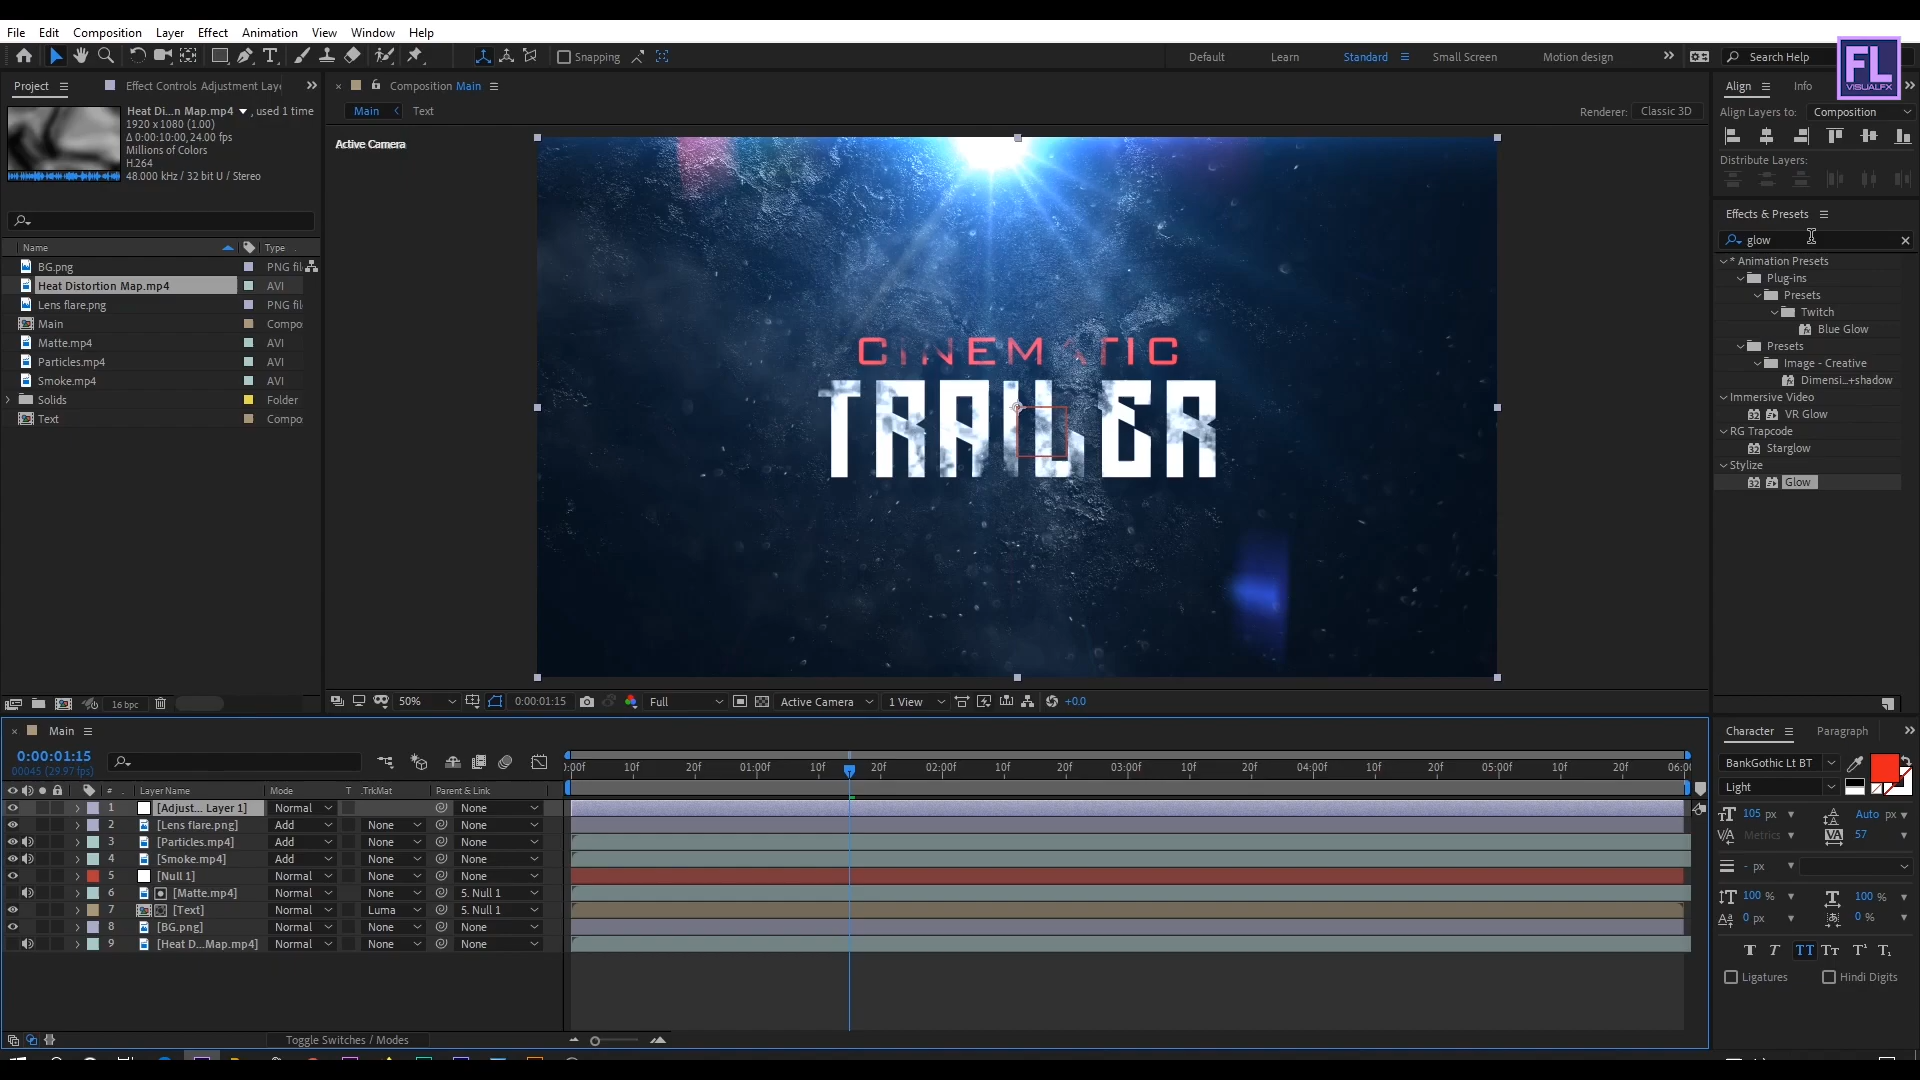 File Edit Composition Layer Effect Animation View Window Help
Snapping
Default Learn Standard Small Screen Motion design
Search Help
FL
VISUALFX
Project
Effect Controls Adjustment Laye
Heat Di...n Map.mp4 , used 1 time
1920 x 1080 (1.00)
Δ 0:00:10:00, 24.00 fps
Millions of Colors
H.264
48.000 kHz / 32 bit U / Stereo
Name Type
BG.png PNG fil
Heat Distortion Map.mp4 AVI
Lens flare.png PNG fil
Main Compo
Matte.mp4 AVI
Particles.mp4 AVI
Smoke.mp4 AVI
Solids Folder
Text Compo
16 bpc
Composition Main
Main Text
Renderer: Classic 3D
Active Camera
CINEMATIC
TRAILER
50% 0:00:01:15 Full Active Camera 1 View +0.0
Align Info
Align Layers to: Composition
Distribute Layers:
Effects & Presets
glow
* Animation Presets
Plug-ins
Presets
Twitch
Blue Glow
Presets
Image - Creative
Dimensi...+shadow
Immersive Video
32 VR Glow
RG Trapcode
32 Starglow
Stylize
32 Glow
Main
0:00:01:15
00045 (29.97 fps)
:00f 10f 20f 01:00f 10f 20f 02:00f 10f 20f 03:00f 10f 20f 04:00f 10f 20f 05:00f 10f 20f 06:00
# Layer Name Mode T .TrkMat Parent & Link
1 [Adjust... Layer 1] Normal None
2 [Lens flare.png] Add None None
3 [Particles.mp4] Add None None
4 [Smoke.mp4] Add None None
5 [Null 1] Normal None None
6 [Matte.mp4] Normal None 5. Null 1
7 [Text] Normal Luma 5. Null 1
8 [BG.png] Normal None None
9 [Heat D...Map.mp4] Normal None None
Toggle Switches / Modes
Character Paragraph
BankGothic Lt BT
Light
105 px Auto px
Metrics 57
- px
100 % 100 %
0 px 0 %
T T TT Tт T¹ T₁
Ligatures Hindi Digits